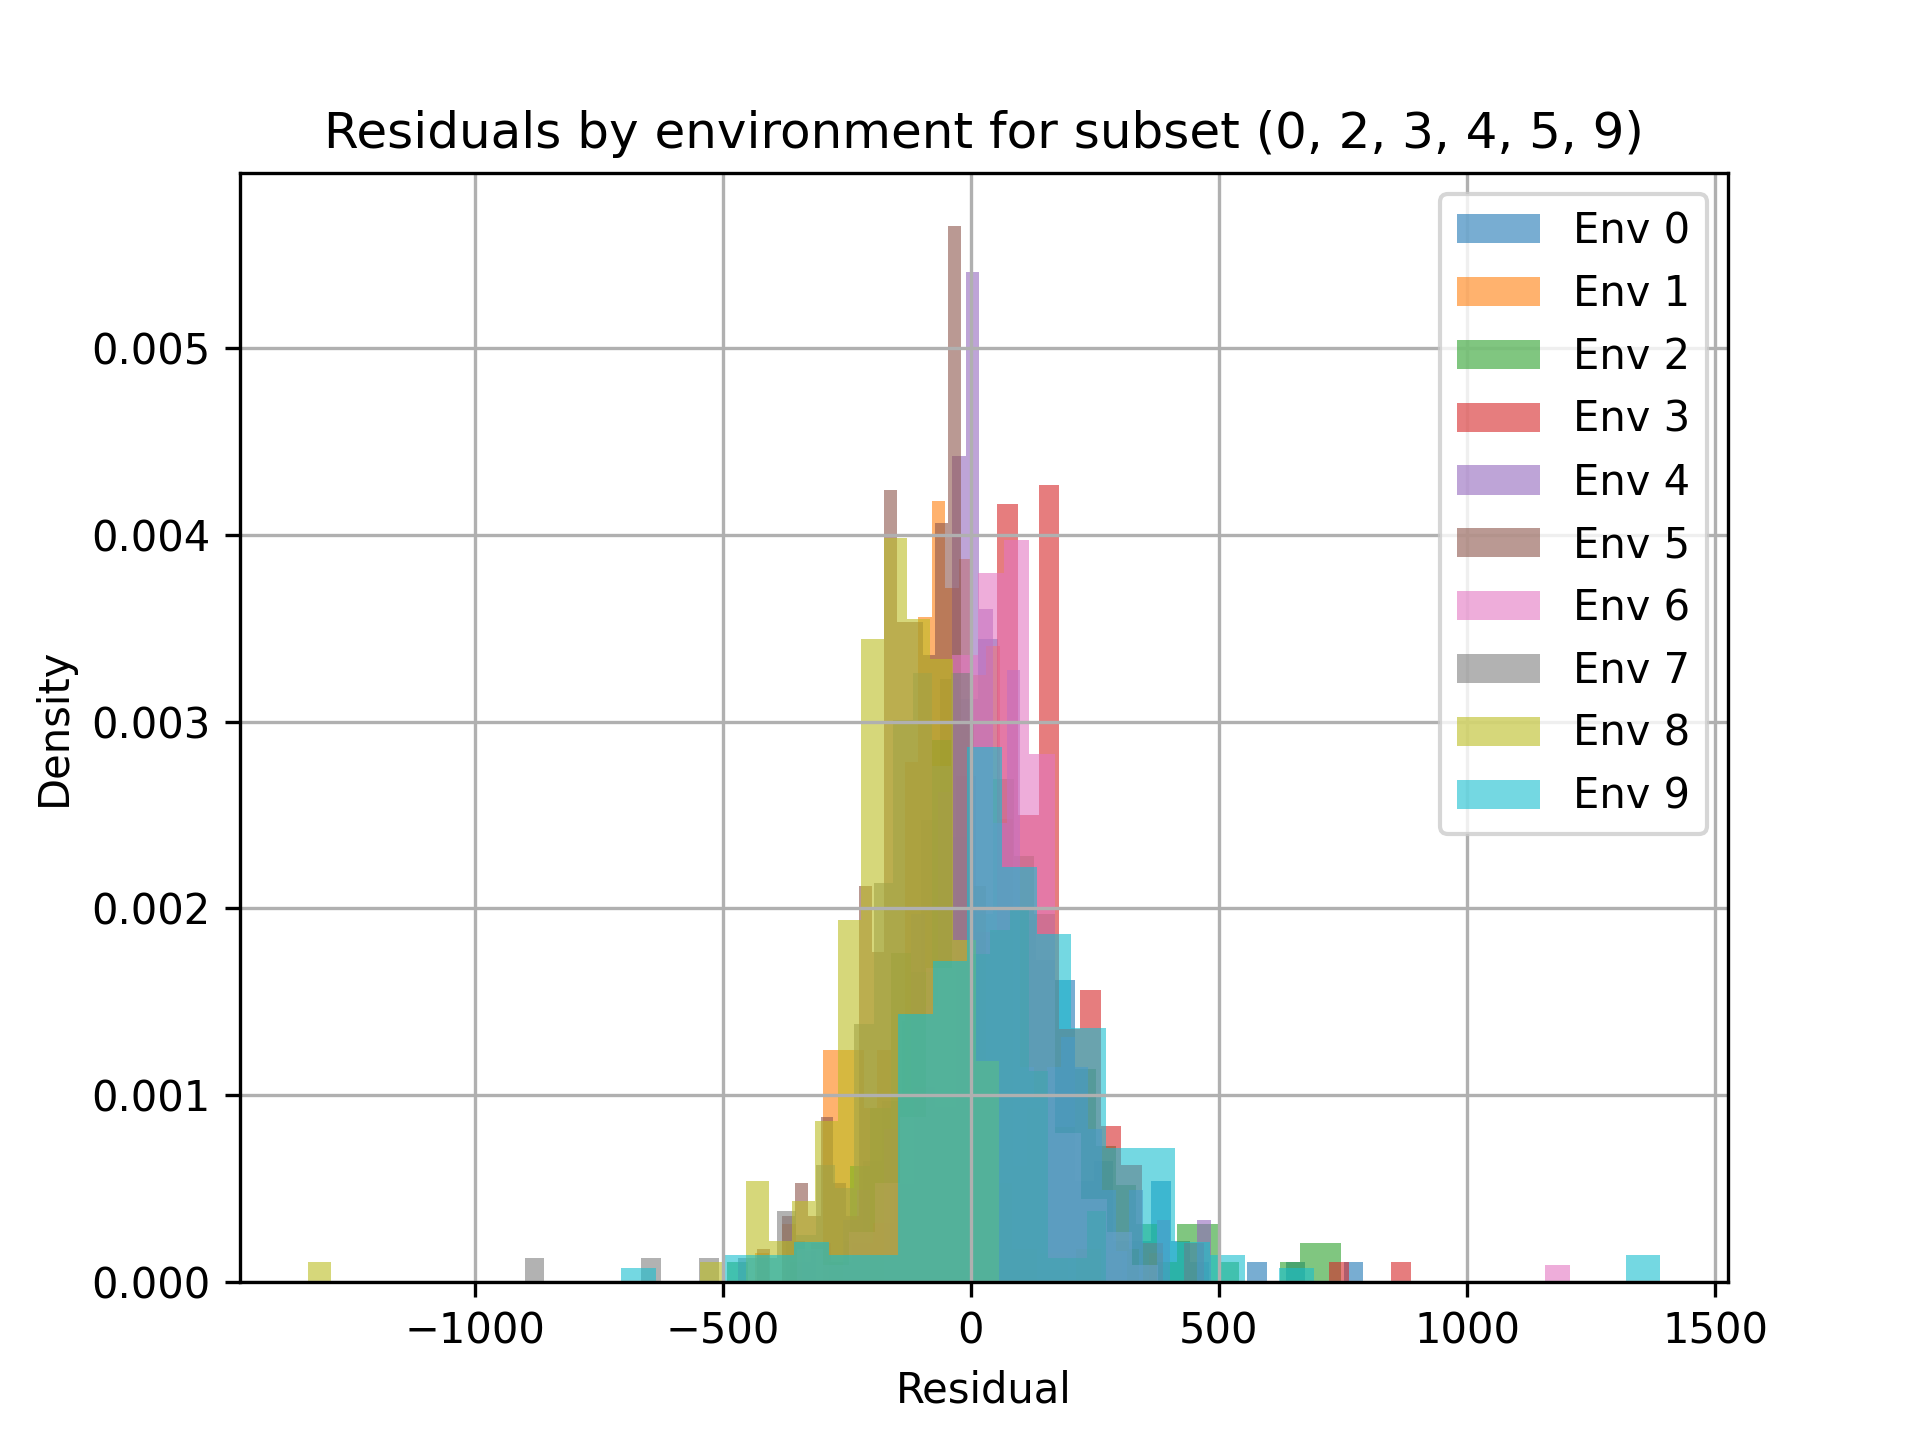 Residuals by environment for subset (0, 2, 3, 4, 5, 9)
Env 0
Env 1
Env 2
Env 3
Env 4
Env 5
Env 6
Env 7
Env 8
Env 9
Density
0.005
0.004
0.003
0.002
0.001
0.000
−1000 −500 0 500 1000 1500
Residual